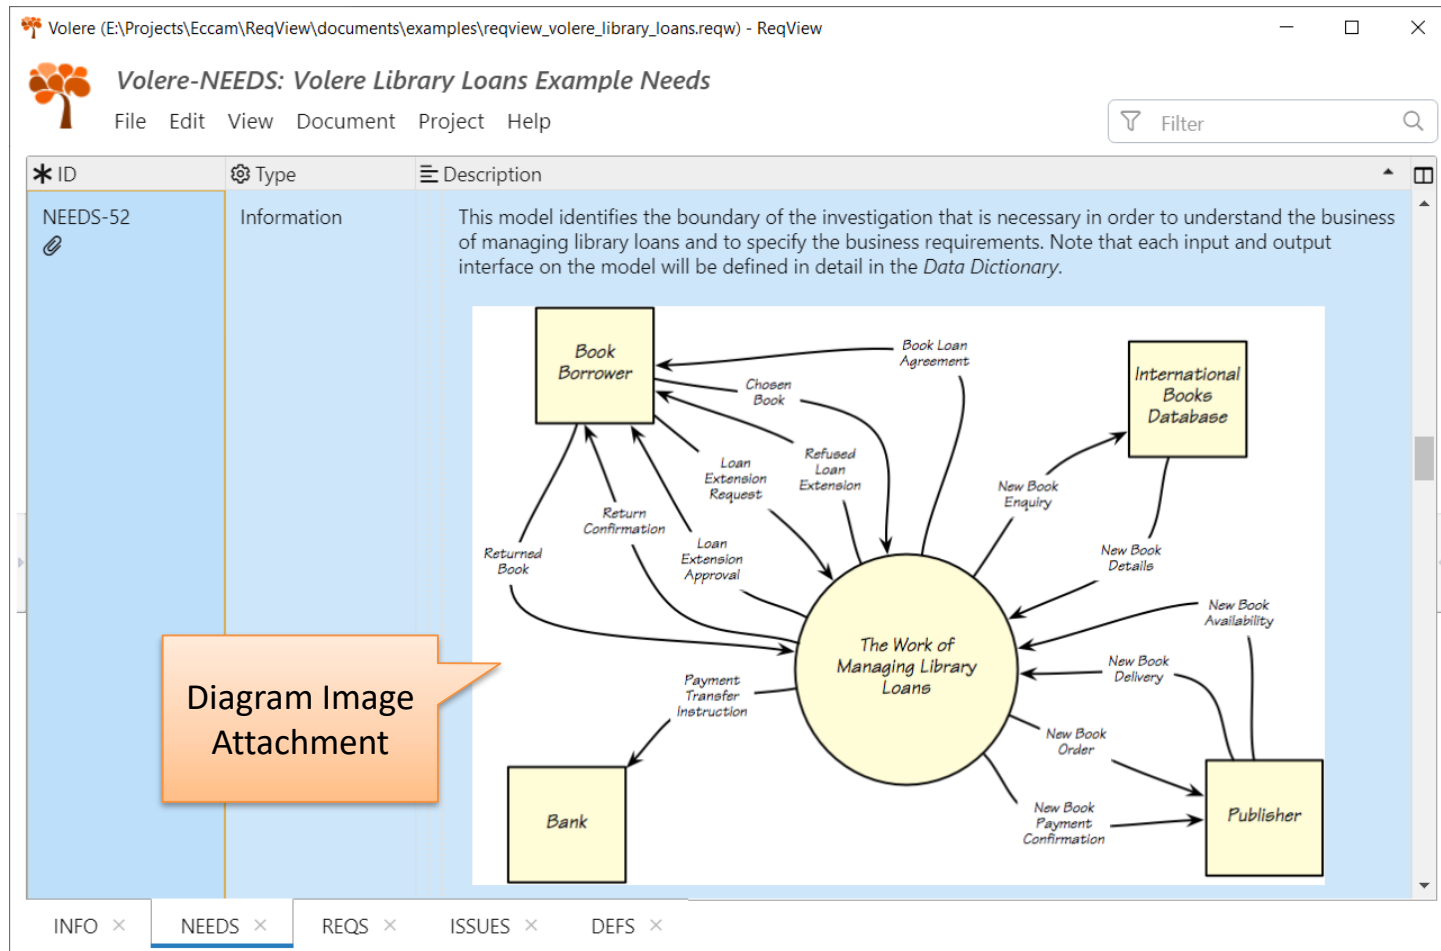 Volere (E:\Projects\Eccam\ReqView\documents\examples\reqview_volere_library_loans.reqw) - ReqView
Volere-NEEDS: Volere Library Loans Example Needs
File Edit View Document Project Help
Filter
ID Type Description
NEEDS-52
Information
This model identifies the boundary of the investigation that is necessary in order to understand the business
of managing library loans and to specify the business requirements. Note that each input and output
interface on the model will be defined in detail in the Data Dictionary.
Book
Borrower
Book Loan
Agreement
Chosen
Book
International
Books
Database
Loan
Extension
Request
Refused
Loan
Extension
New Book
Enquiry
Return
Confirmation
Returned
Book
Loan
Extension
Approval
New Book
Details
New Book
Availability
The Work of
Managing Library
Loans
New Book
Delivery
Payment
Transfer
Instruction
Diagram Image
Attachment
New Book
Order
New Book
Payment
Confirmation
Bank
Publisher
INFO NEEDS REQS ISSUES DEFS